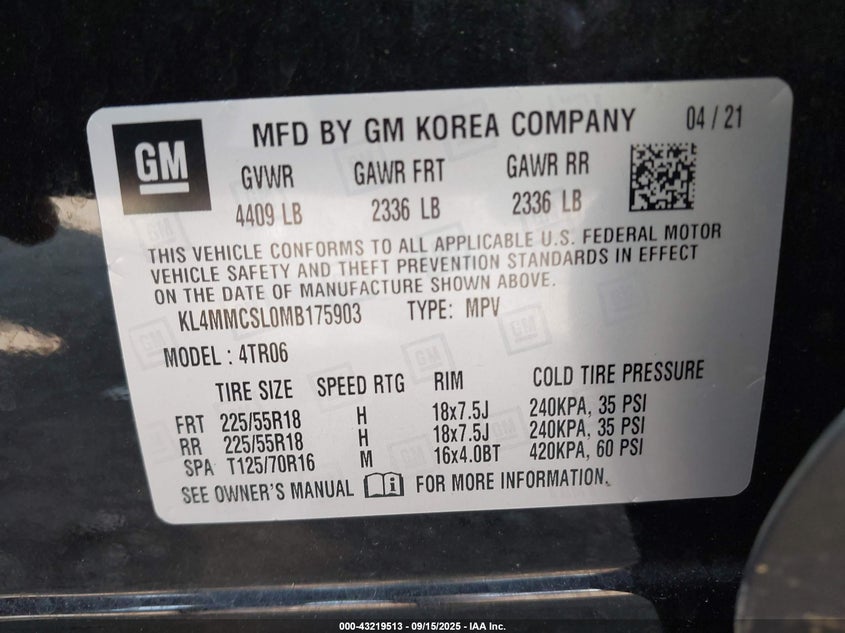 GM
MFD BY GM KOREA COMPANY 04 / 21
GVWR GAWR FRT GAWR RR
4409 LB 2336 LB 2336 LB
THIS VEHICLE CONFORMS TO ALL APPLICABLE U.S. FEDERAL MOTOR
VEHICLE SAFETY AND THEFT PREVENTION STANDARDS IN EFFECT
ON THE DATE OF MANUFACTURE SHOWN ABOVE.
KL4MMCSL0MB175903 TYPE: MPV
MODEL : 4TR06
TIRE SIZE SPEED RTG RIM COLD TIRE PRESSURE
FRT 225/55R18 H 18x7.5J 240KPA, 35 PSI
RR 225/55R18 H 18x7.5J 240KPA, 35 PSI
SPA T125/70R16 M 16x4.0BT 420KPA, 60 PSI
SEE OWNER'S MANUAL i FOR MORE INFORMATION.
000-43219513 - 09/15/2025 - IAA Inc.